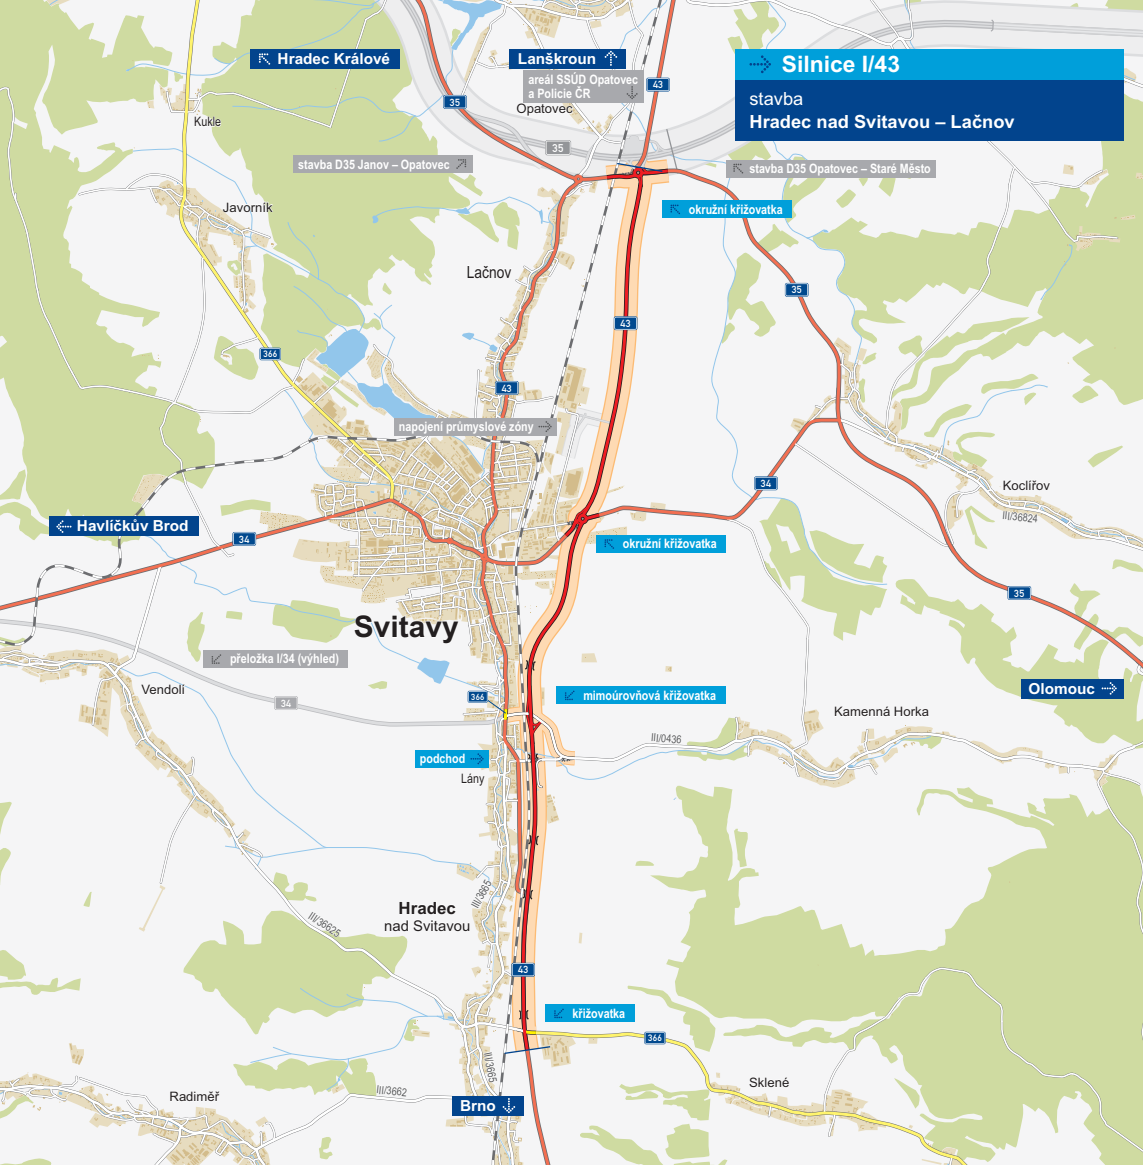 Hradec Králové
Lanškroun
Silnice I/43
stavba
Hradec nad Svitavou – Lačnov
areál SSÚD Opatovec
a Policie ČR
43
35
Opatovec
Kukle
35
stavba D35 Janov – Opatovec
stavba D35 Opatovec – Staré Město
Javorník
okružní křižovatka
Lačnov
35
43
366
43
napojení průmyslové zóny
34
Koclířov
III/36824
Havlíčkův Brod
34
okružní křižovatka
35
Svitavy
přeložka I/34 (výhled)
Vendolí
366
mimoúrovňová křižovatka
Olomouc
34
Kamenná Horka
III/0436
podchod
Lány
III/3665
Hradec
nad Svitavou
III/36625
43
křižovatka
366
III/3665
Sklené
III/3662
Radiměř
Brno